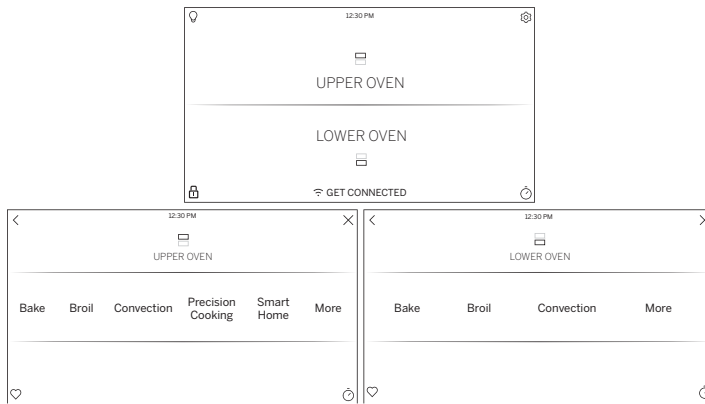 12:30 PM
UPPER OVEN
LOWER OVEN
GET CONNECTED
12:30 PM
UPPER OVEN
Bake Broil Convection Precision Cooking Smart Home More
12:30 PM
LOWER OVEN
Bake Broil Convection More